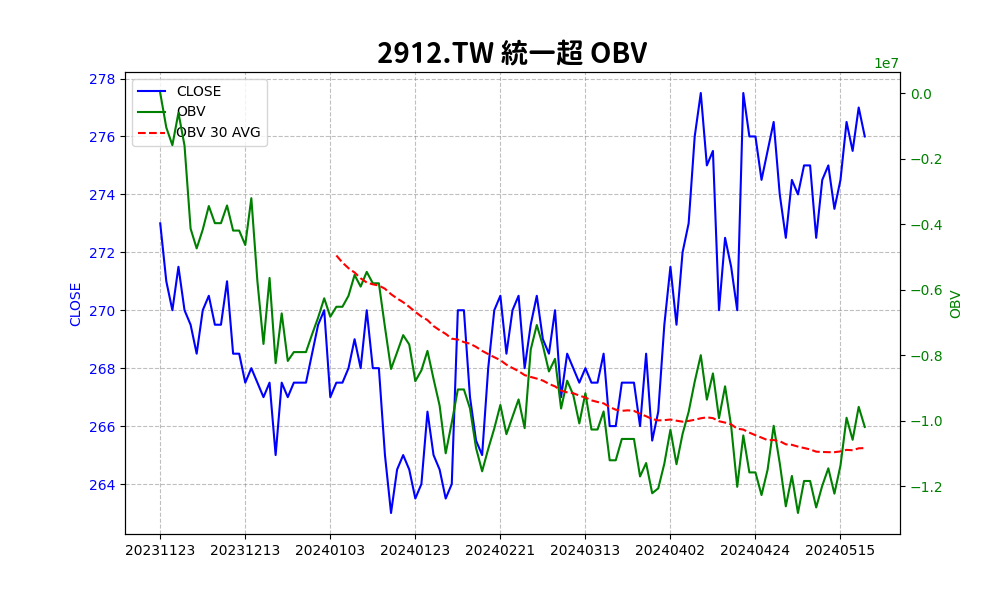 2912.TW 統一超 OBV
1e7
CLOSE
OBV
OBV 30 AVG
278
276
274
272
270
268
266
264
CLOSE
0.0
−0.2
−0.4
−0.6
−0.8
−1.0
−1.2
OBV
20231123 20231213 20240103 20240123 20240221 20240313 20240402 20240424 20240515